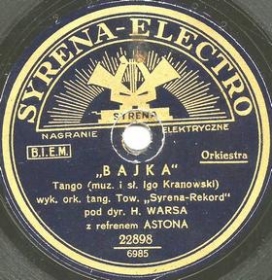 SYRENA-ELECTRO
NAGRANIE ELEKTRYCZNE
B.I.E.M. Orkiestra
„BAJKA“
Tango (muz. i sł. Igo Kranowski)
wyk. ork. tang. Tow. „Syrena-Rekord"
pod dyr. H. WARSA
z refrenem ASTONA
22898
6985